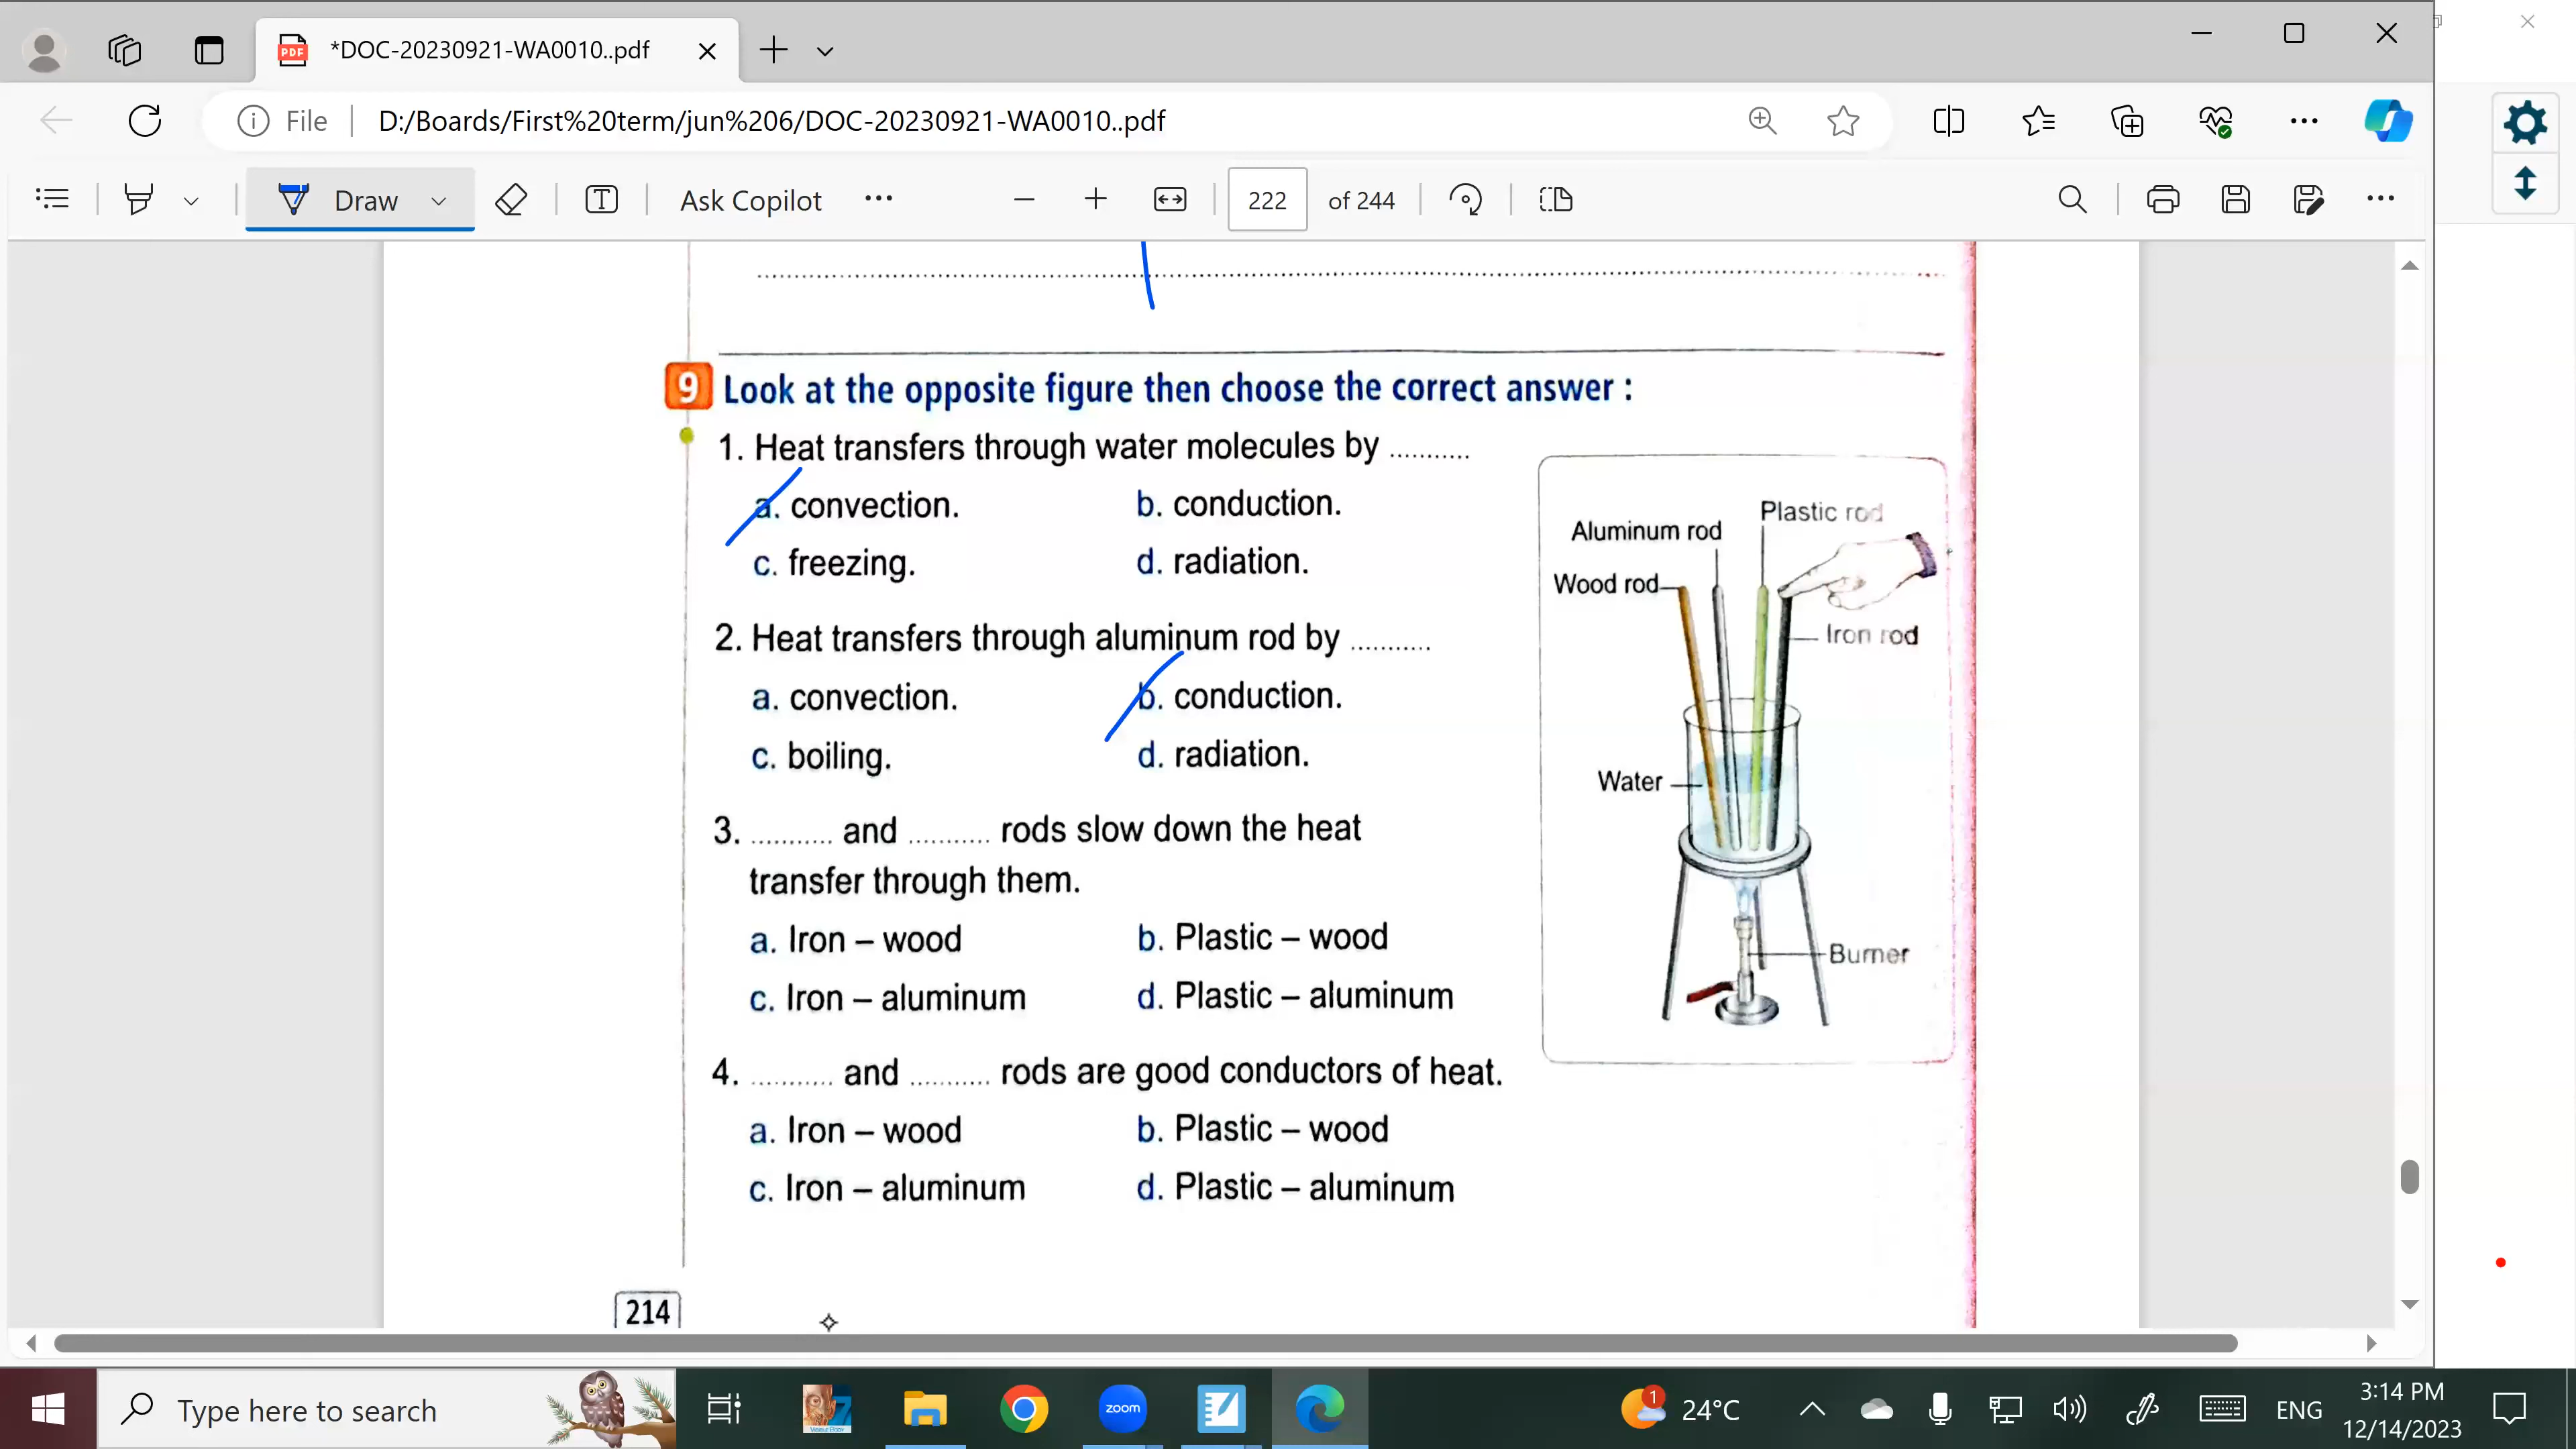 *DOC-20230921-WA0010..pdf
File
D:/Boards/First%20term/jun%206/DOC-20230921-WA0010..pdf
Draw
Ask Copilot
222 of 244
9 Look at the opposite figure then choose the correct answer :
1. Heat transfers through water molecules by ...........
a. convection.
b. conduction.
c. freezing.
d. radiation.
2. Heat transfers through aluminum rod by ...........
a. convection.
b. conduction.
c. boiling.
d. radiation.
3. ........... and ........... rods slow down the heat
transfer through them.
a. Iron – wood
b. Plastic – wood
c. Iron – aluminum
d. Plastic – aluminum
4. ........... and ........... rods are good conductors of heat.
a. Iron – wood
b. Plastic – wood
c. Iron – aluminum
d. Plastic – aluminum
Plastic rod
Aluminum rod
Wood rod
Iron rod
Water
Burner
214
Type here to search
zoom
1
24°C
ENG
3:14 PM
12/14/2023